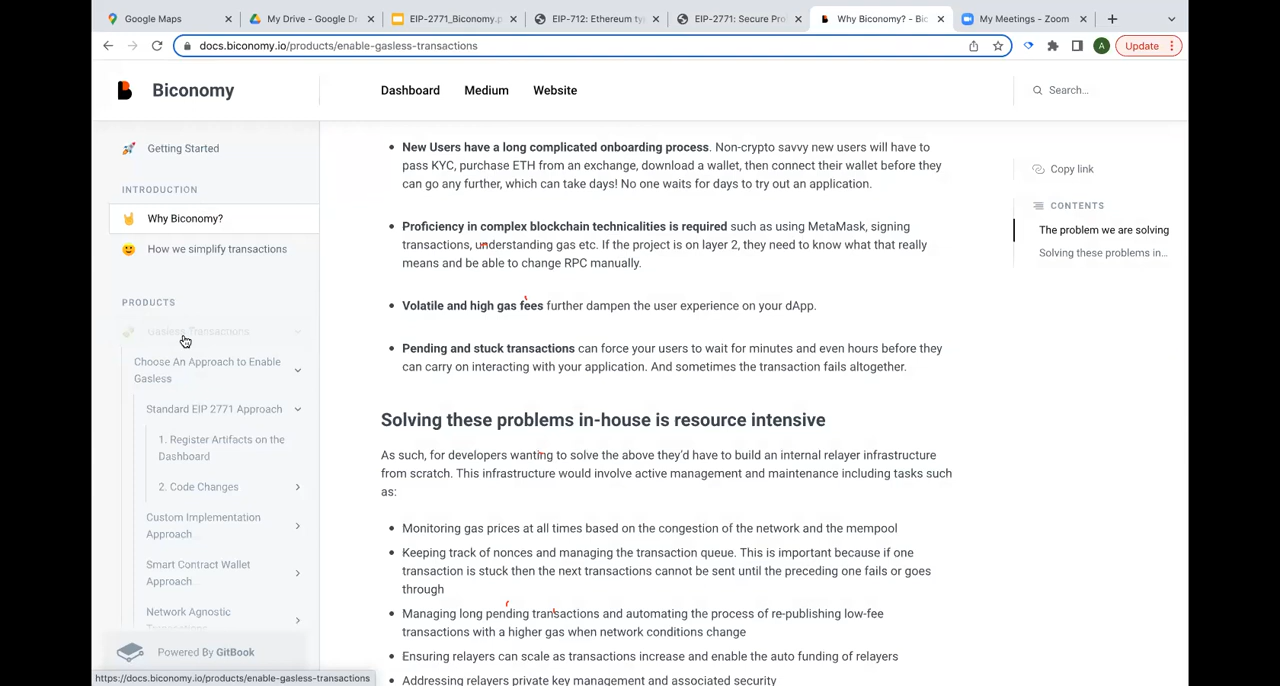 Google Maps
My Drive - Google Dr
EIP-2771_Biconomy.p
EIP-712: Ethereum ty
EIP-2771: Secure Pro
Why Biconomy? - Bic
My Meetings - Zoom
docs.biconomy.io/products/enable-gasless-transactions
A
Update
Biconomy
Dashboard
Medium
Website
Search...
Getting Started
INTRODUCTION
Why Biconomy?
How we simplify transactions
PRODUCTS
Gasless Transactions
Choose An Approach to Enable
Gasless
Standard EIP 2771 Approach
1. Register Artifacts on the
Dashboard
2. Code Changes
Custom Implementation
Approach
Smart Contract Wallet
Approach
Network Agnostic
Transactions
Powered By GitBook
https://docs.biconomy.io/products/enable-gasless-transactions
New Users have a long complicated onboarding process. Non-crypto savvy new users will have to
pass KYC, purchase ETH from an exchange, download a wallet, then connect their wallet before they
can go any further, which can take days! No one waits for days to try out an application.
Proficiency in complex blockchain technicalities is required such as using MetaMask, signing
transactions, understanding gas etc. If the project is on layer 2, they need to know what that really
means and be able to change RPC manually.
Volatile and high gas fees further dampen the user experience on your dApp.
Pending and stuck transactions can force your users to wait for minutes and even hours before they
can carry on interacting with your application. And sometimes the transaction fails altogether.
Solving these problems in-house is resource intensive
As such, for developers wanting to solve the above they'd have to build an internal relayer infrastructure
from scratch. This infrastructure would involve active management and maintenance including tasks such
as:
Monitoring gas prices at all times based on the congestion of the network and the mempool
Keeping track of nonces and managing the transaction queue. This is important because if one
transaction is stuck then the next transactions cannot be sent until the preceding one fails or goes
through
Managing long pending transactions and automating the process of re-publishing low-fee
transactions with a higher gas when network conditions change
Ensuring relayers can scale as transactions increase and enable the auto funding of relayers
Addressing relayers private key management and associated security
Copy link
CONTENTS
The problem we are solving
Solving these problems in...